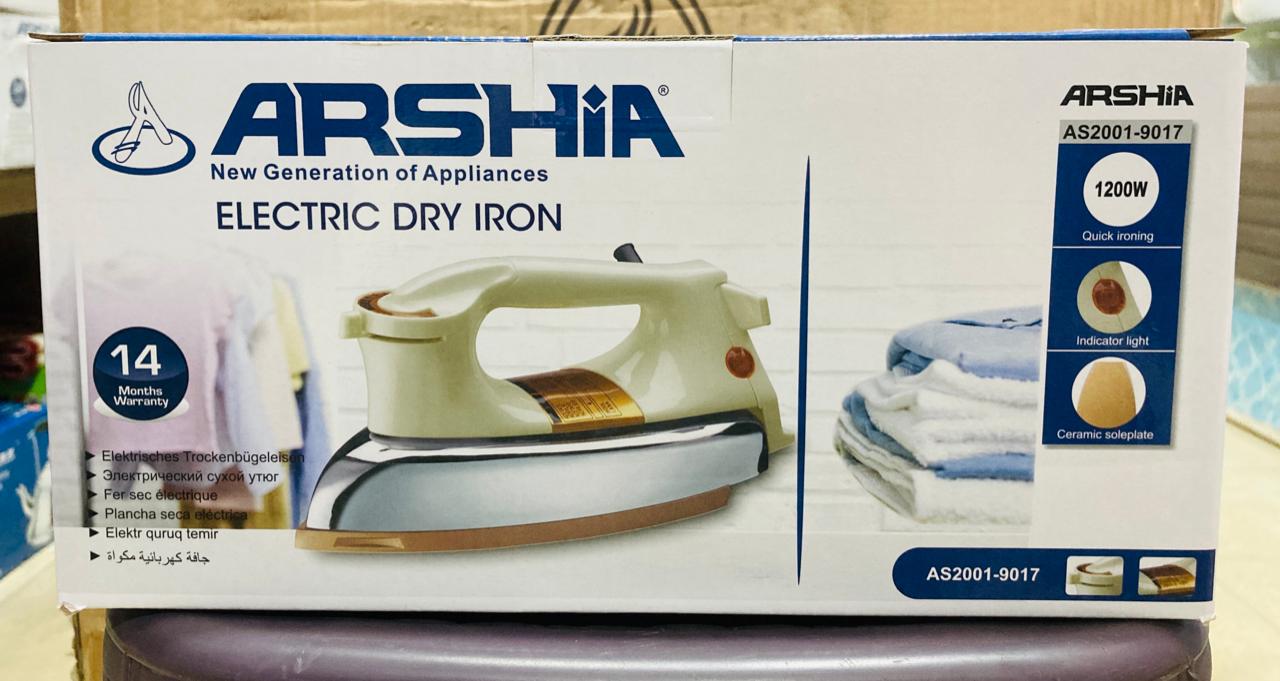 ARSHiA®
New Generation of Appliances
ELECTRIC DRY IRON
14
Months
Warranty
► Elektrisches Trockenbügeleisen
► Электрический сухой утюг
► Fer sec électrique
► Plancha seca eléctrica
► Elektr quruq temir
► جافة كهربائية مكواة
ARSHiA
AS2001-9017
1200W
Quick ironing
Indicator light
Ceramic soleplate
AS2001-9017